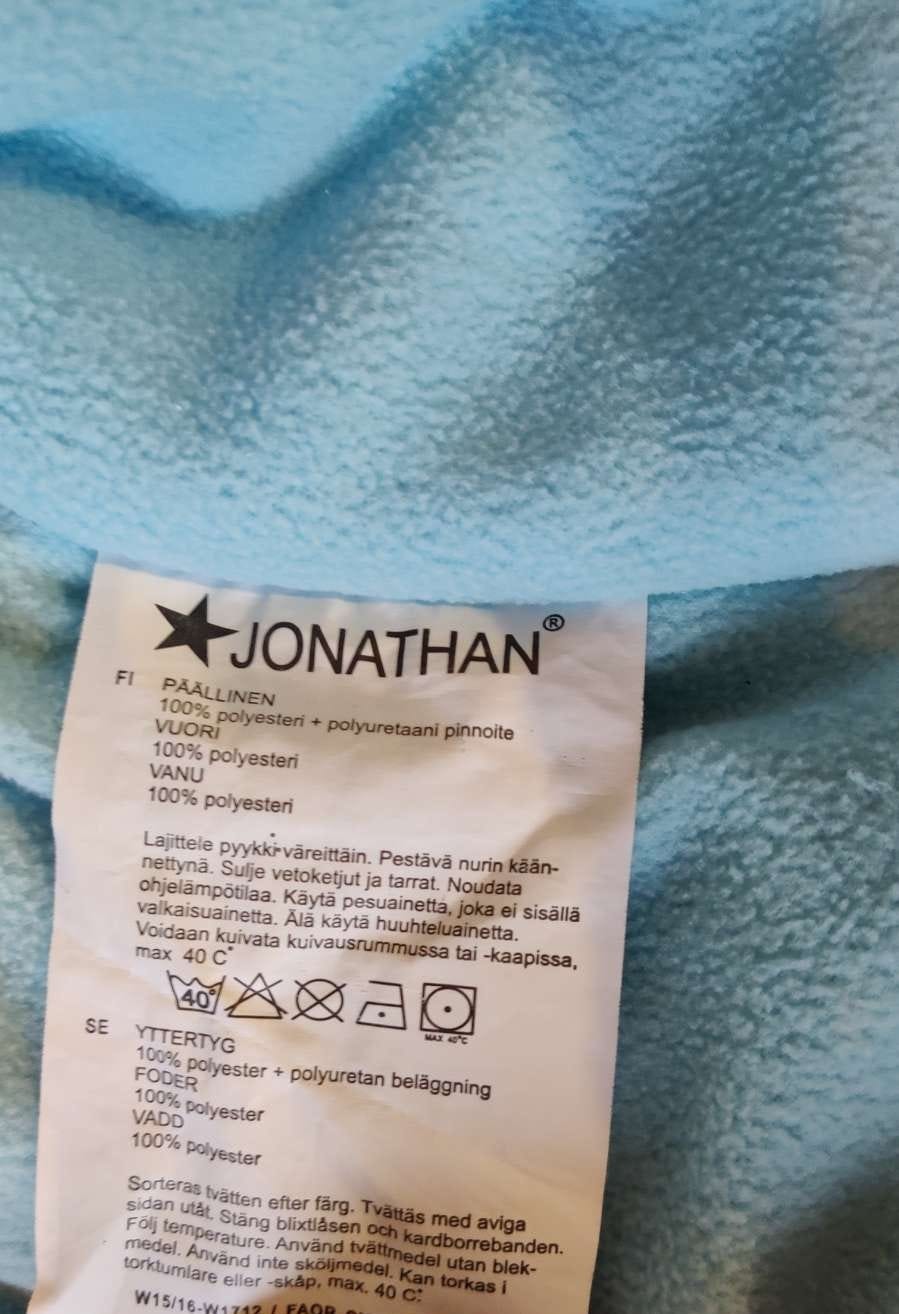 JONATHAN®
FI PÄÄLLINEN
100% polyesteri + polyuretaani pinnoite
VUORI
100% polyesteri
VANU
100% polyesteri
Lajittele pyykki väreittäin. Pestävä nurin kään-
nettynä. Sulje vetoketjut ja tarrat. Noudata
ohjelämpötilaa. Käytä pesuainetta, joka ei sisällä
valkaisuainetta. Älä käytä huuhteluainetta.
Voidaan kuivata kuivausrummussa tai -kaapissa,
max 40 C°
40°
MAX 40°C
SE YTTERTYG
100% polyester + polyuretan beläggning
FODER
100% polyester
VADD
100% polyester
Sorteras tvätten efter färg. Tvättäs med aviga
sidan utåt. Stäng blixtlåsen och kardborrebanden.
Följ temperature. Använd tvättmedel utan blek-
medel. Använd inte sköljmedel. Kan torkas i
torktumlare eller -skåp, max. 40 C°
W15/16-W1712 /